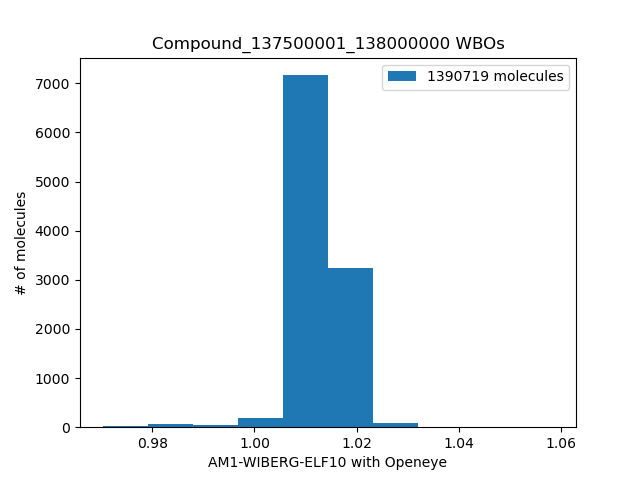 Compound_137500001_138000000 WBOs
1390719 molecules
# of molecules
7000
6000
5000
4000
3000
2000
1000
0
0.98 1.00 1.02 1.04 1.06
AM1-WIBERG-ELF10 with Openeye